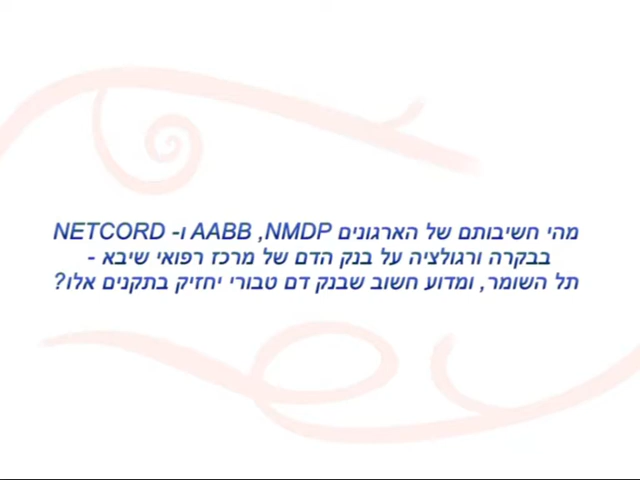 מהי חשיבותם של הארגונים NMDP, AABB ו- NETCORD
בבקרה ורגולציה על בנק הדם של מרכז רפואי שיבא -
תל השומר, ומדוע חשוב שבנק דם טבורי יחזיק בתקנים אלו?